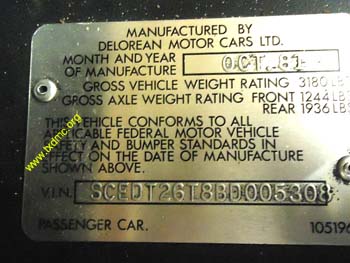 MANUFACTURED BY
DELOREAN MOTOR CARS LTD.
MONTH AND YEAR
OF MANUFACTURE OCT. 81
GROSS VEHICLE WEIGHT RATING 3180 LB
GROSS AXLE WEIGHT RATING FRONT 1244 LB
REAR 1936 LB
THIS VEHICLE CONFORMS TO ALL
APPLICABLE FEDERAL MOTOR VEHICLE
SAFETY AND BUMPER STANDARDS IN
EFFECT ON THE DATE OF MANUFACTURE
SHOWN ABOVE.
V.I.N. SCEDT26T8BD005308
PASSENGER CAR. 105196
www.txdmc.org